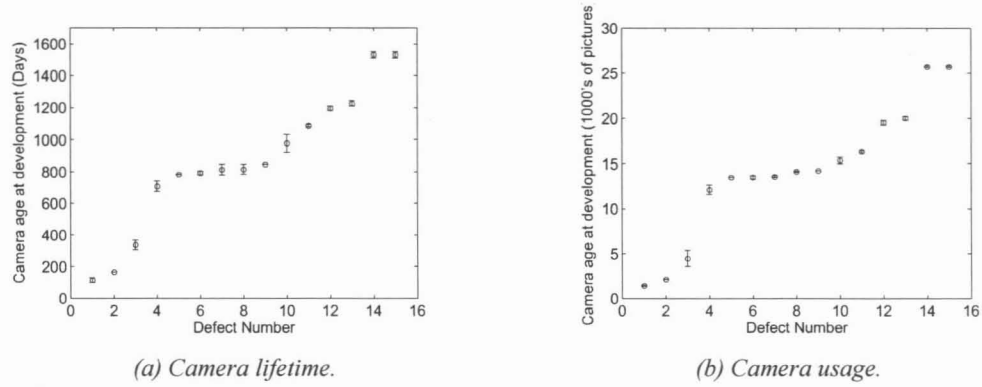 1600
1400
1200
1000
800
600
400
200
0
0 2 4 6 8 10 12 14 16
Camera age at development (Days)
Defect Number
(a) Camera lifetime.
30
25
20
15
10
5
0
0 2 4 6 8 10 12 14 16
Camera age at development (1000's of pictures
Defect Number
(b) Camera usage.